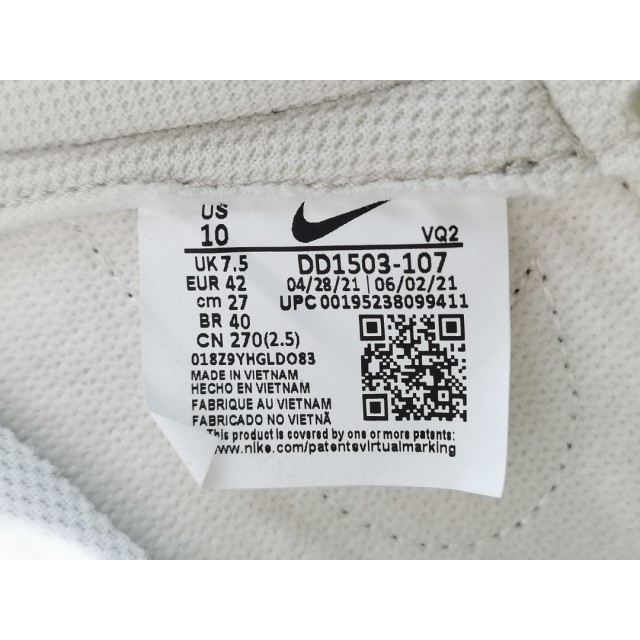 US
10
VQ2
UK 7.5
DD1503-107
EUR 42
04/28/21 | 06/02/21
cm 27
UPC 00195238099411
BR 40
CN 270(2.5)
018Z9YHGLDO83
MADE IN VIETNAM
HECHO EN VIETNAM
FABRIQUE AU VIETNAM
FABRICADO NO VIETNÃ
This product is covered by one or more patents:
www.nike.com/patentsvirtualmarking